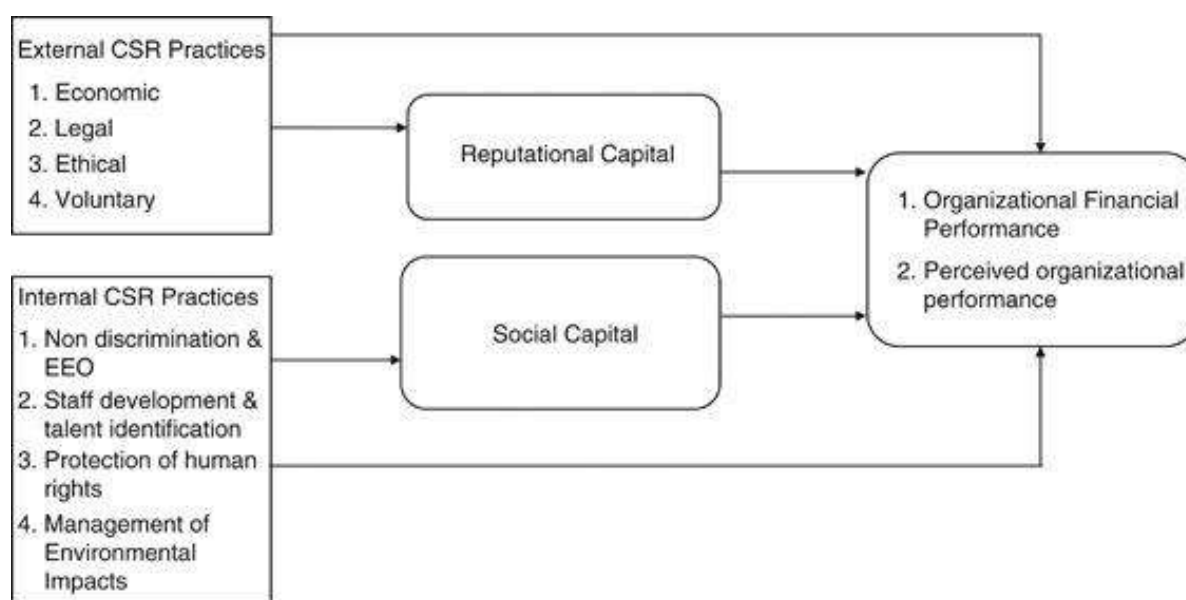 External CSR Practices
1. Economic
2. Legal
3. Ethical
4. Voluntary
Reputational Capital
1. Organizational Financial
Performance
2. Perceived organizational
performance
Internal CSR Practices
1. Non discrimination &
EEO
2. Staff development &
talent identification
3. Protection of human
rights
4. Management of
Environmental
Impacts
Social Capital